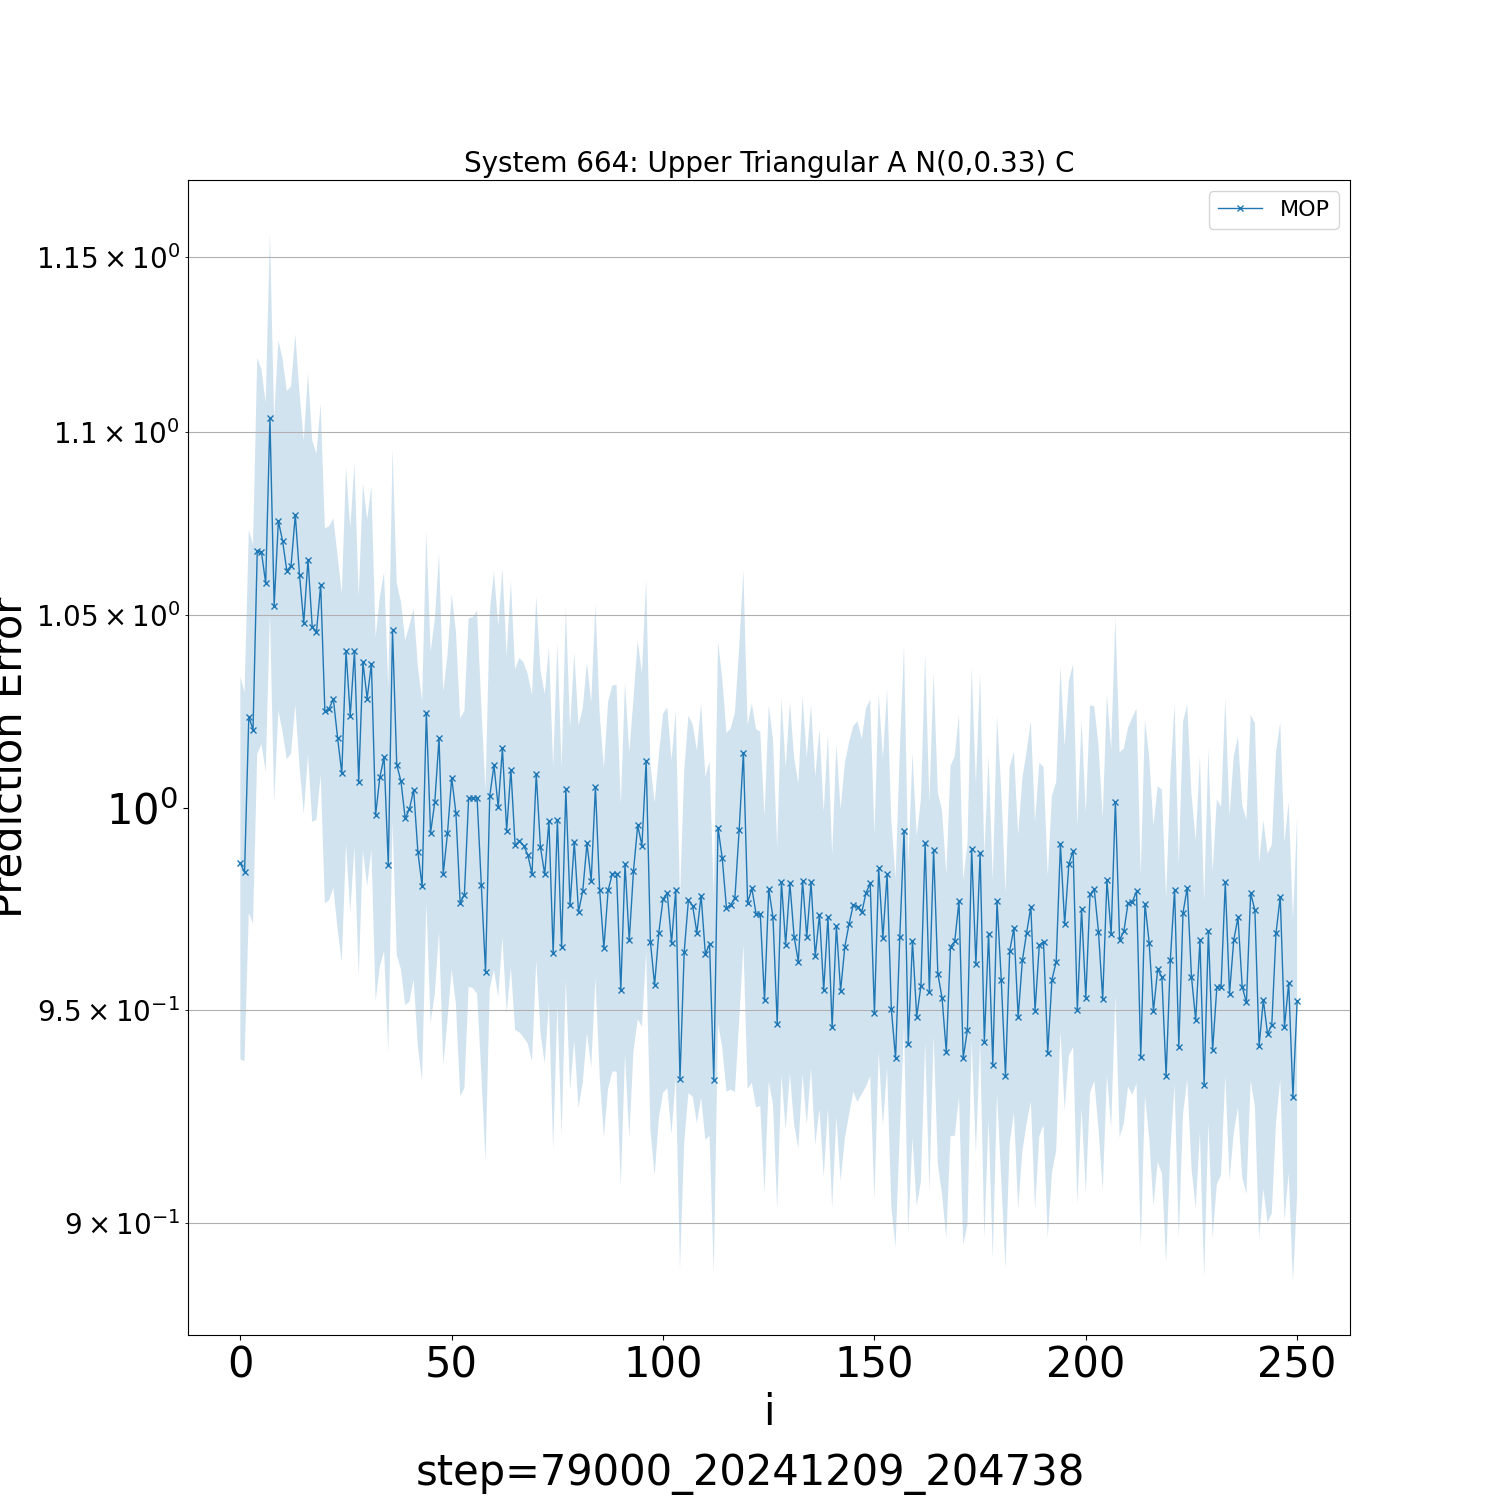 System 664: Upper Triangular A N(0,0.33) C
MOP
1.15 × 10⁰
1.1 × 10⁰
1.05 × 10⁰
10⁰
9.5 × 10⁻¹
9 × 10⁻¹
Prediction Error
0 50 100 150 200 250
i
step=79000_20241209_204738